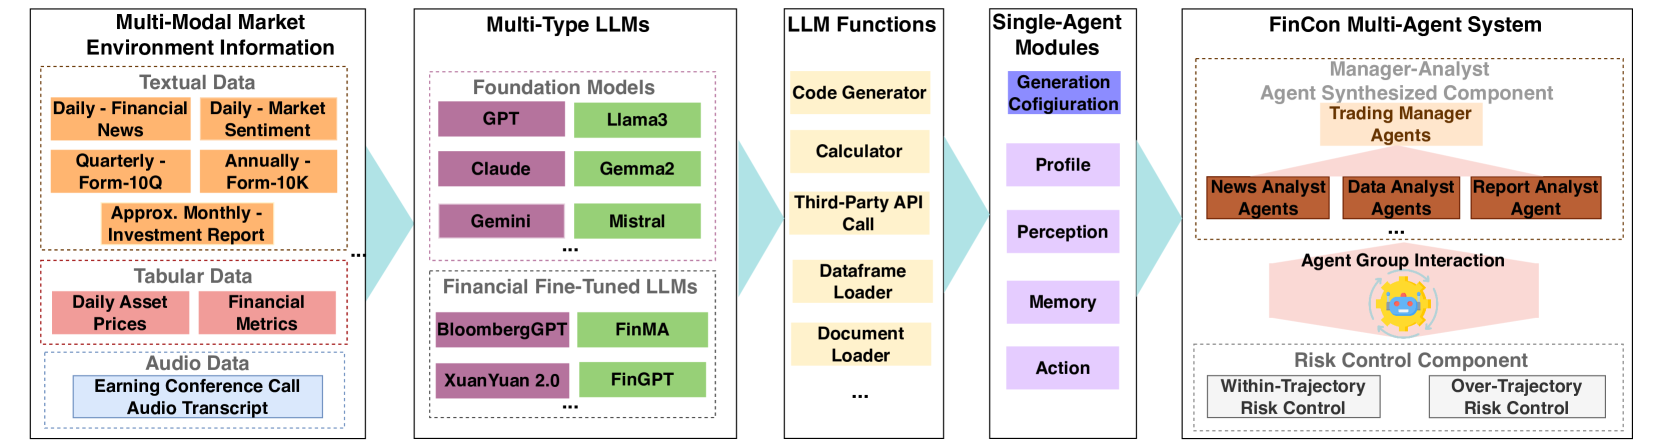 Multi-Modal Market
Environment Information
Textual Data
Daily - Financial
News
Daily - Market
Sentiment
Quarterly -
Form-10Q
Annually -
Form-10K
Approx. Monthly -
Investment Report
...
Tabular Data
Daily Asset
Prices
Financial
Metrics
Audio Data
Earning Conference Call
Audio Transcript
Multi-Type LLMs
Foundation Models
GPT
Llama3
Claude
Gemma2
Gemini
Mistral
...
Financial Fine-Tuned LLMs
BloombergGPT
FinMA
XuanYuan 2.0
FinGPT
...
LLM Functions
Code Generator
Calculator
Third-Party API
Call
Dataframe
Loader
Document
Loader
...
Single-Agent
Modules
Generation
Cofigiuration
Profile
Perception
Memory
Action
FinCon Multi-Agent System
Manager-Analyst
Agent Synthesized Component
Trading Manager
Agents
News Analyst
Agents
Data Analyst
Agents
Report Analyst
Agent
...
Agent Group Interaction
Risk Control Component
Within-Trajectory
Risk Control
Over-Trajectory
Risk Control